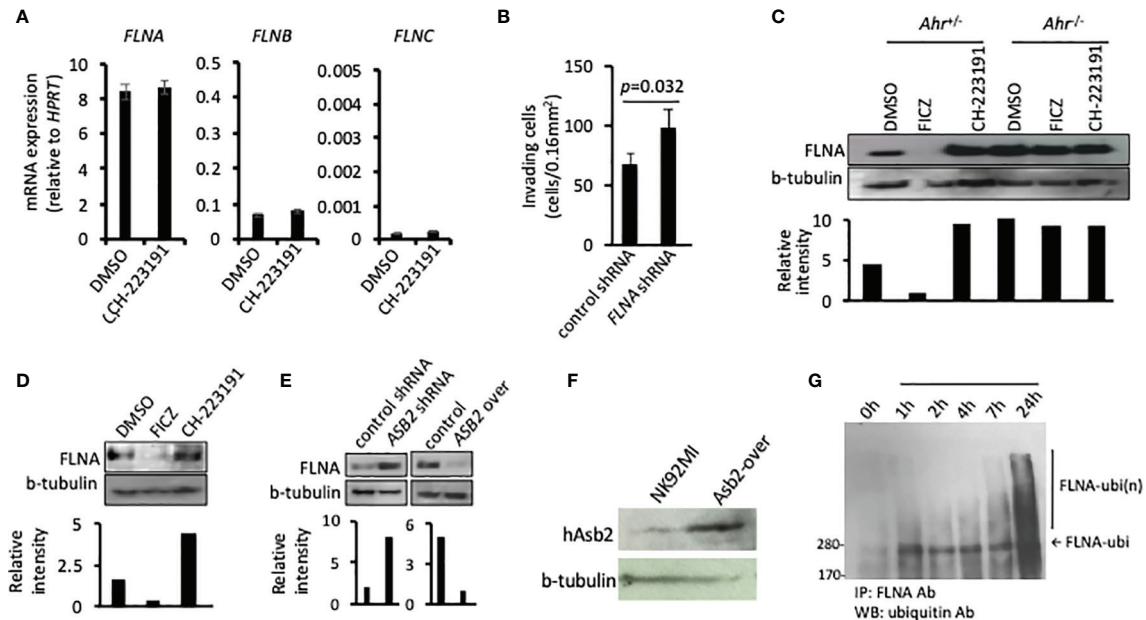 A
FLNA
FLNB
FLNC
mRNA expression
(relative to HPRT)
10
8
6
4
2
0
0.5
0.4
0.3
0.2
0.1
0
0.005
0.004
0.003
0.002
0.001
0
DMSO
CH-223191
DMSO
CH-223191
DMSO
CH-223191
B
Invading cells
(cells/0.16mm²)
150
100
50
0
p=0.032
control shRNA
FLNA shRNA
C
Ahr+/-
Ahr-/-
DMSO
FICZ
CH-223191
DMSO
FICZ
CH-223191
FLNA
b-tubulin
Relative
intensity
10
5
0
D
DMSO
FICZ
CH-223191
FLNA
b-tubulin
Relative
intensity
5
2.5
0
E
control shRNA
ASB2 shRNA
control
ASB2 over
FLNA
b-tubulin
Relative
intensity
10
5
0
6
3
0
F
NK92MI
Asb2-over
hAsb2
b-tubulin
G
0h
1h
2h
4h
7h
24h
FLNA-ubi(n)
← FLNA-ubi
280-
170-
IP: FLNA Ab
WB: ubiquitin Ab